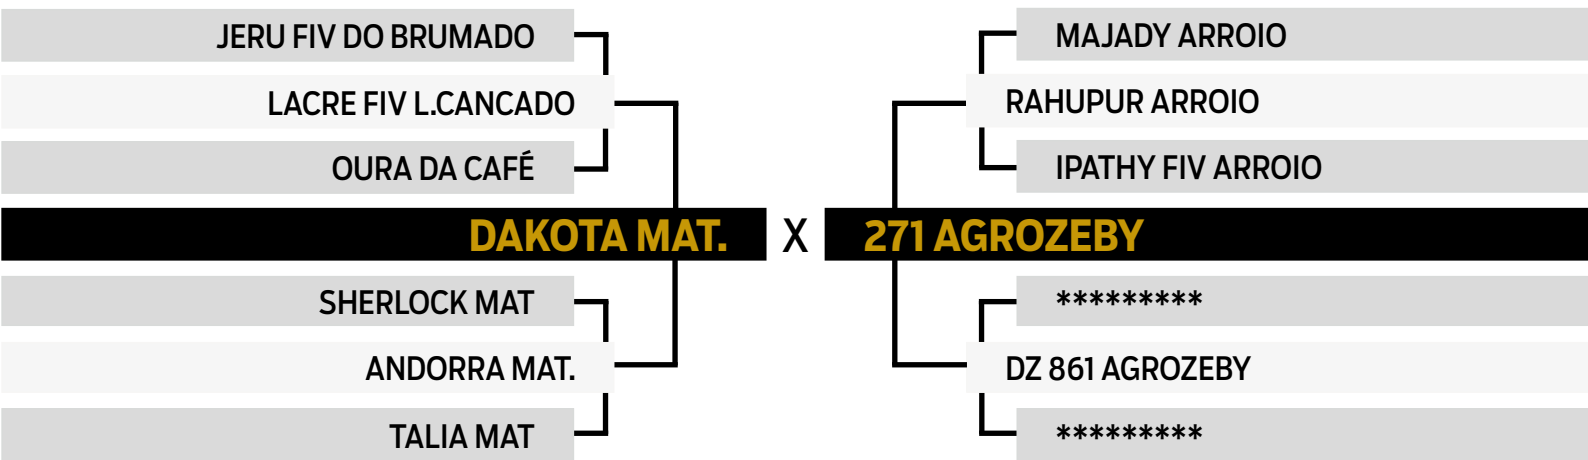 JERU FIV DO BRUMADO
LACRE FIV L.CANCADO
OURA DA CAFÉ
DAKOTA MAT.
SHERLOCK MAT
ANDORRA MAT.
TALIA MAT
X
MAJADY ARROIO
RAHUPUR ARROIO
IPATHY FIV ARROIO
271 AGROZEBY
*********
DZ 861 AGROZEBY
*********